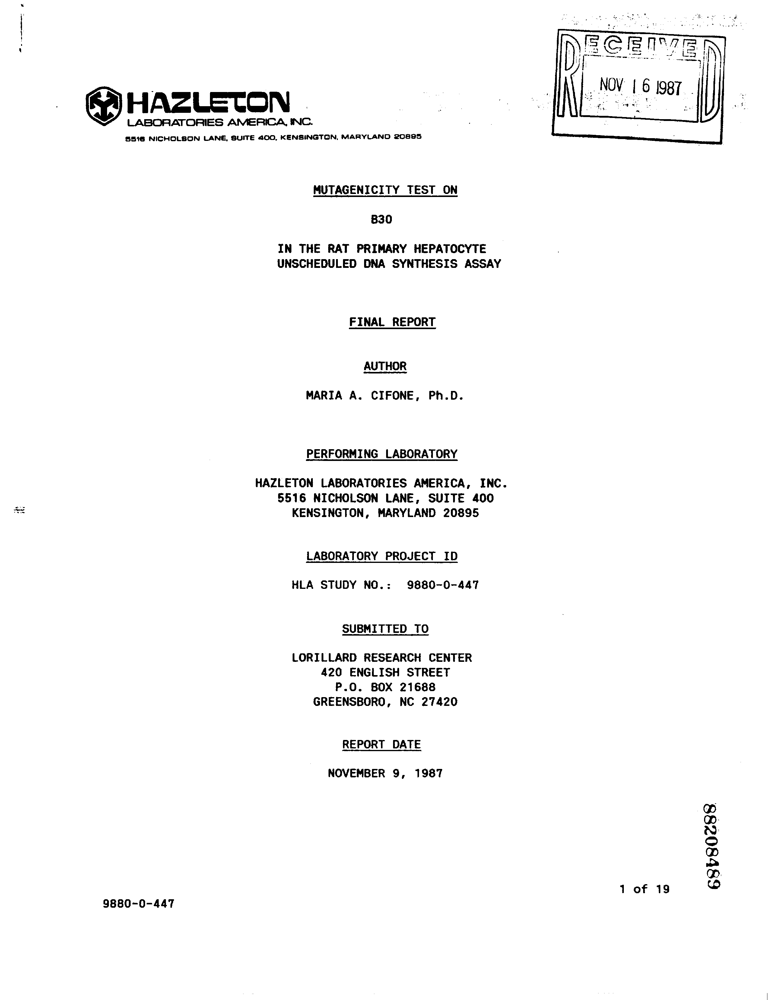 RECEIVED
NOV 16 1987
HAZLETON
LABORATORIES AMERICA, INC.
5516 NICHOLSON LANE, SUITE 400, KENSINGTON, MARYLAND 20895
MUTAGENICITY TEST ON
B30
IN THE RAT PRIMARY HEPATOCYTE
UNSCHEDULED DNA SYNTHESIS ASSAY
FINAL REPORT
AUTHOR
MARIA A. CIFONE, Ph.D.
PERFORMING LABORATORY
HAZLETON LABORATORIES AMERICA, INC.
5516 NICHOLSON LANE, SUITE 400
KENSINGTON, MARYLAND 20895
LABORATORY PROJECT ID
HLA STUDY NO.: 9880-0-447
SUBMITTED TO
LORILLARD RESEARCH CENTER
420 ENGLISH STREET
P.O. BOX 21688
GREENSBORO, NC 27420
REPORT DATE
NOVEMBER 9, 1987
88208489
1 of 19
9880-0-447